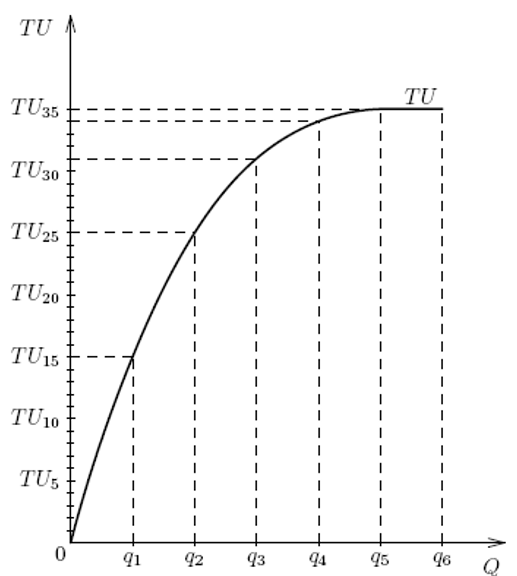 TU
TU
TU₃₅
TU₃₀
TU₂₅
TU₂₀
TU₁₅
TU₁₀
TU₅
0 q₁ q₂ q₃ q₄ q₅ q₆
Q